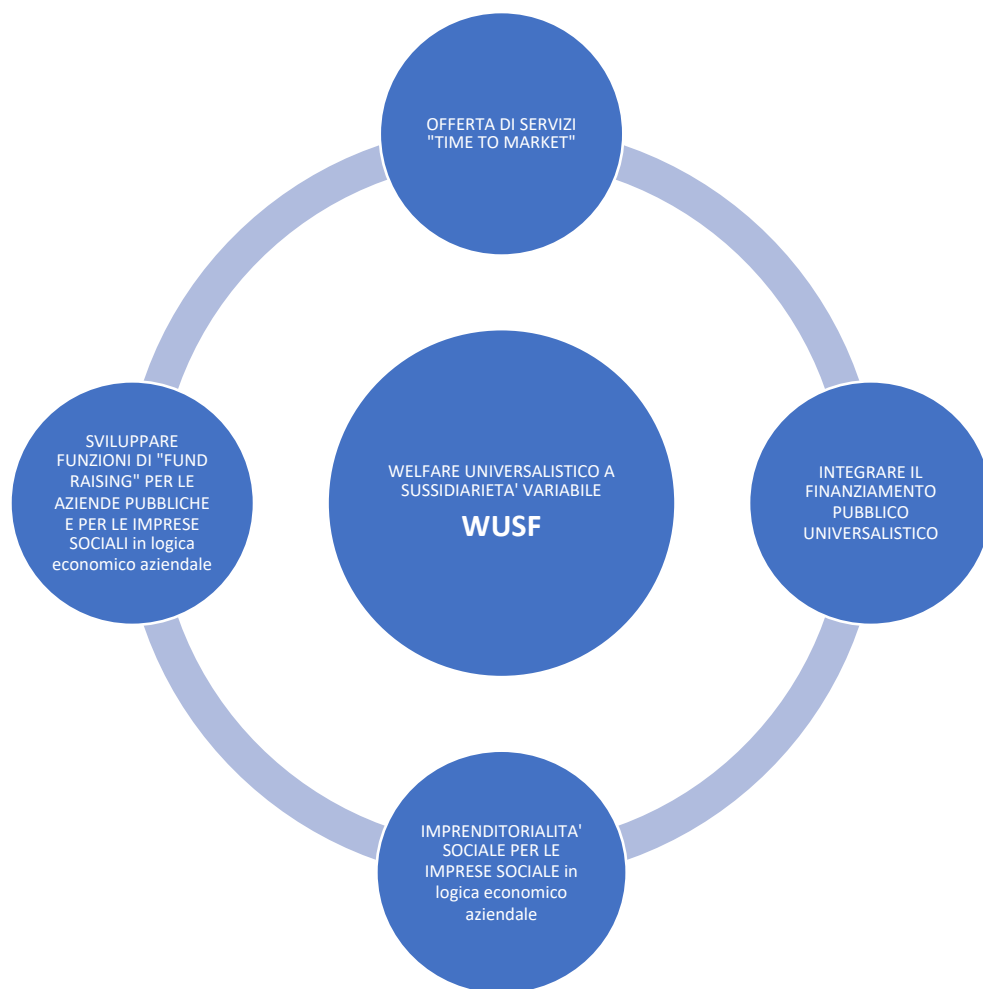 OFFERTA DI SERVIZI
"TIME TO MARKET"
SVILUPPARE
FUNZIONI DI "FUND
RAISING" PER LE
AZIENDE PUBBLICHE
E PER LE IMPRESE
SOCIALI in logica
economico aziendale
WELFARE UNIVERSALISTICO A
SUSSIDIARIETA' VARIABILE
WUSF
INTEGRARE IL
FINANZIAMENTO
PUBBLICO
UNIVERSALISTICO
IMPRENDITORIALITA'
SOCIALE PER LE
IMPRESE SOCIALE in
logica economico
aziendale